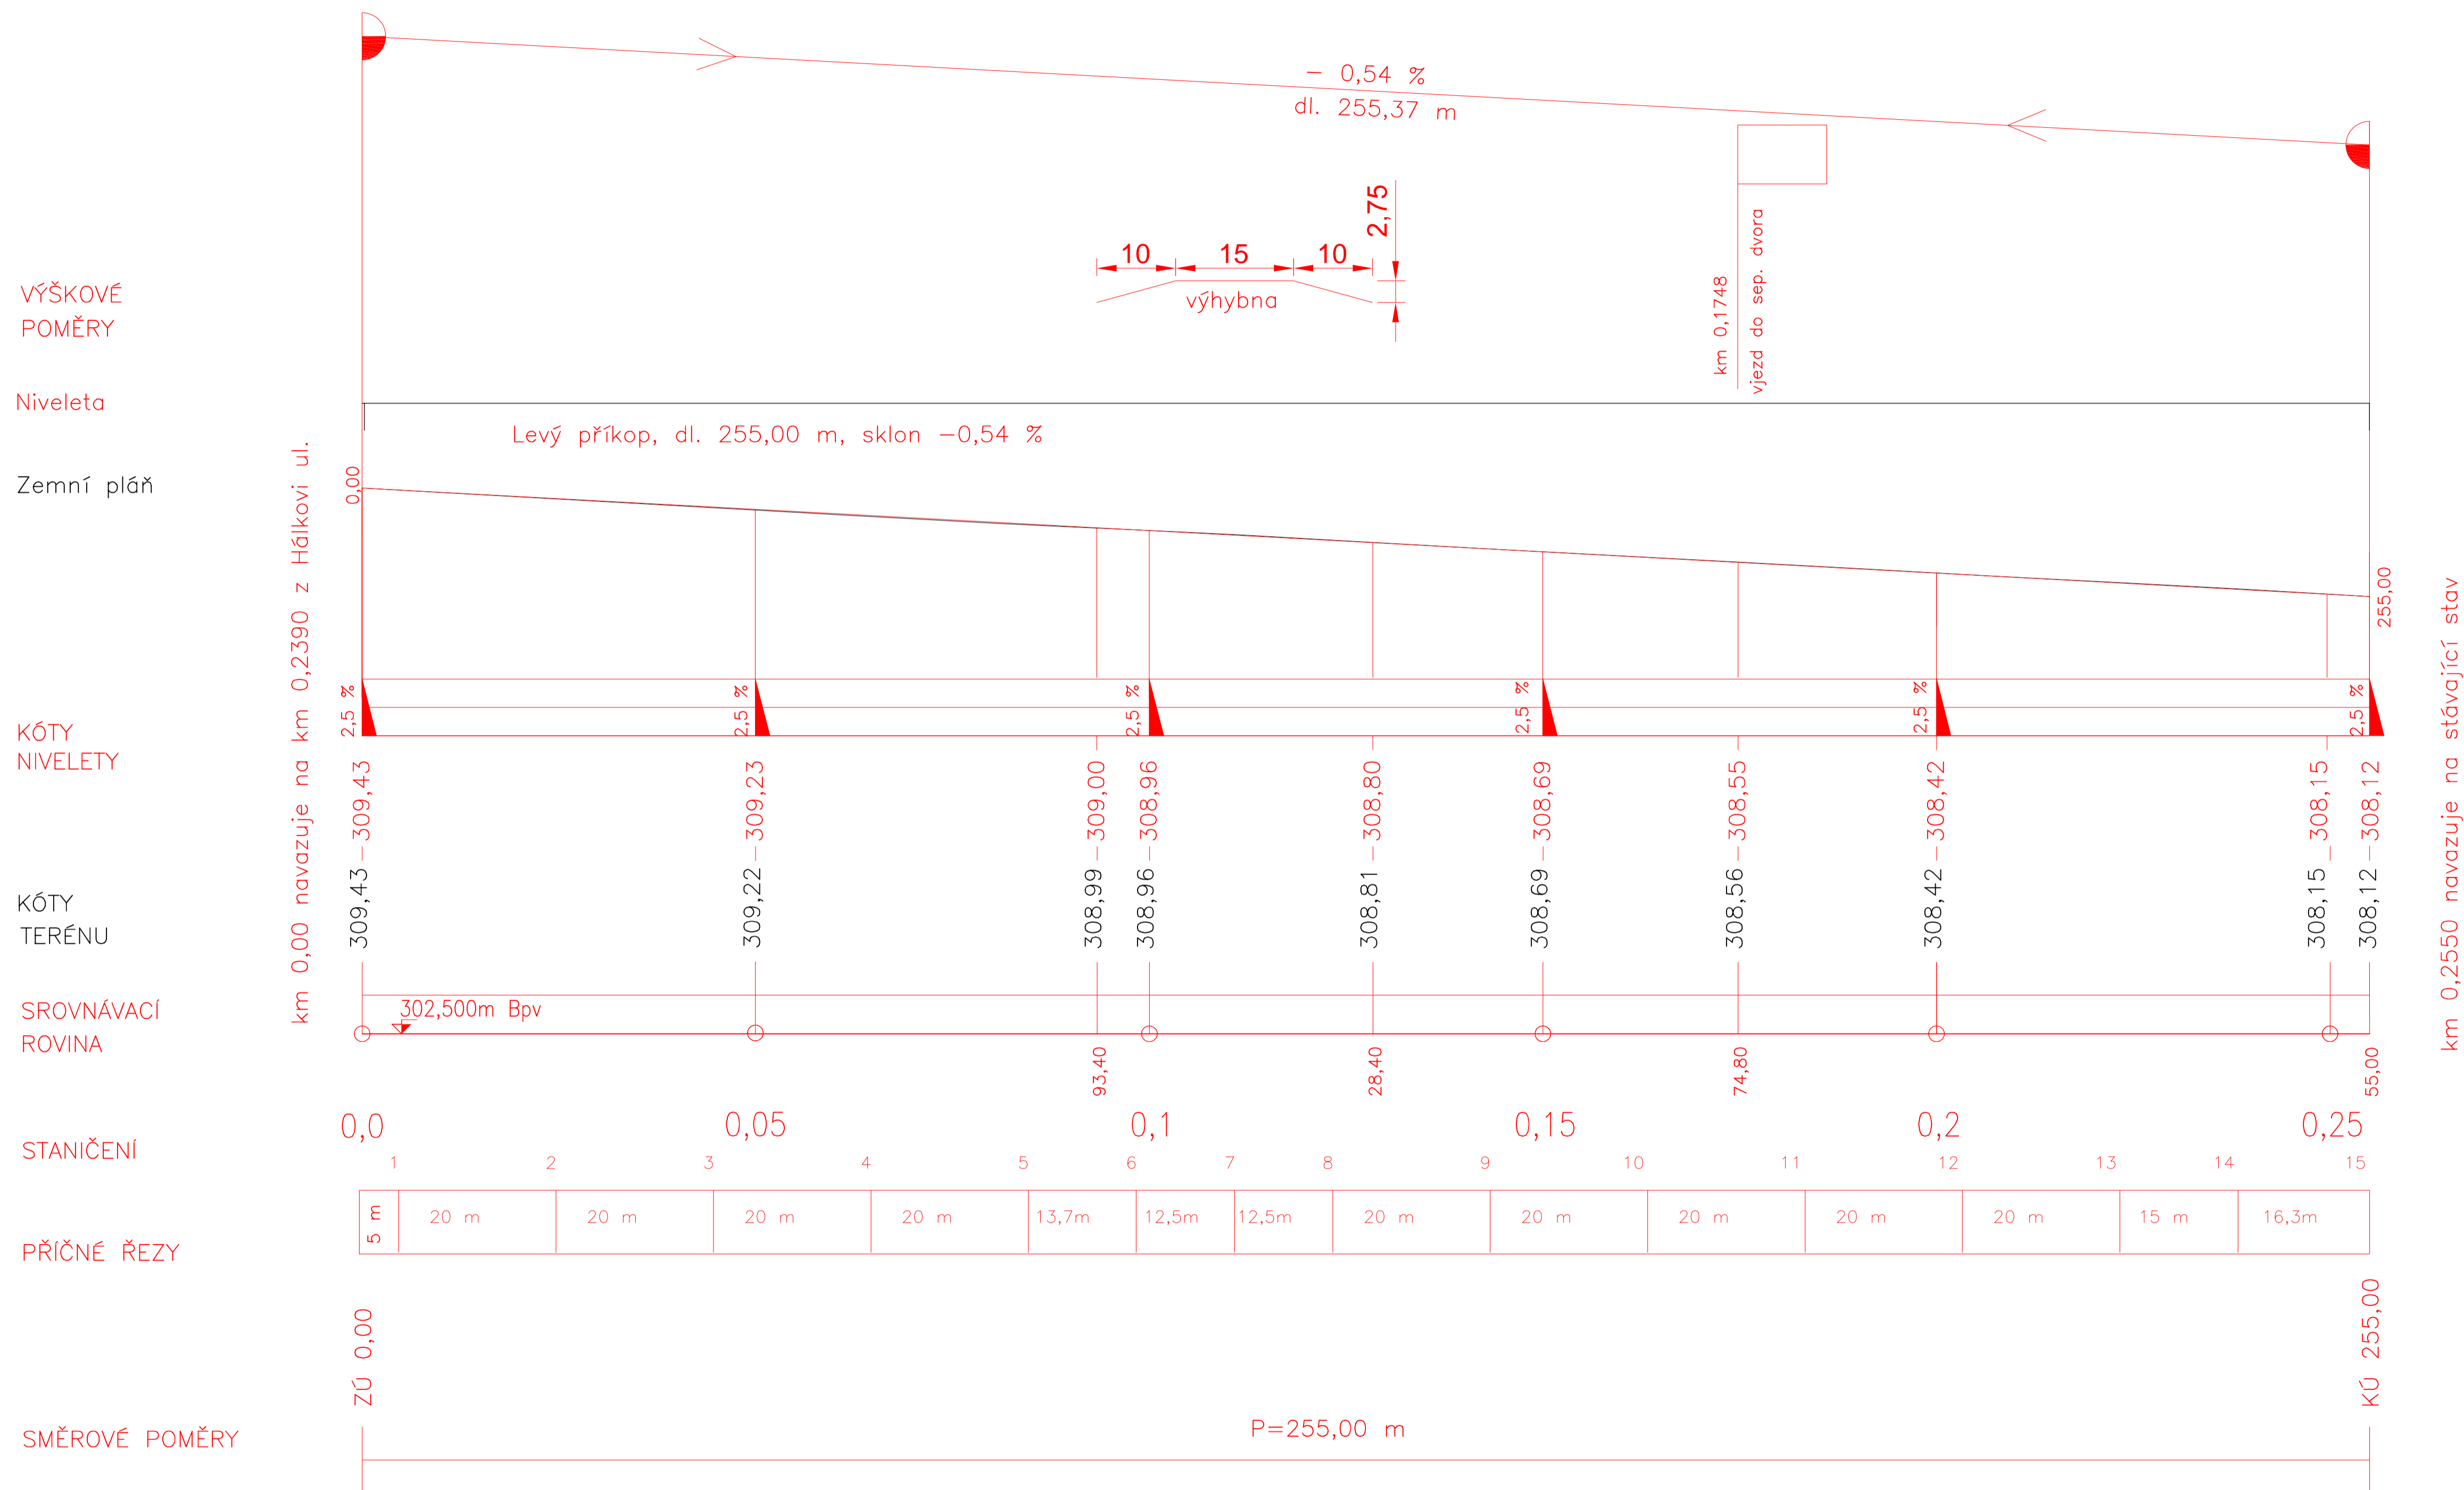 - 0,54 %
dl. 255,37 m
2,75
10 15 10
výhybna
km 0,1748
vjezd do sep. dvora
VÝŠKOVÉ
POMĚRY
Niveleta
Levý příkop, dl. 255,00 m, sklon -0,54 %
Zemní pláň
0,00
255,00
km 0,00 navazuje na km 0,2390 z Hálkovi ul.
km 0,2550 navazuje na stávající stav
2,5 % 2,5 % 2,5 % 2,5 % 2,5 % 2,5 %
KÓTY
NIVELETY
309,43 309,23 309,00 308,96 308,80 308,69 308,55 308,42 308,15 308,12
KÓTY
TERÉNU
309,43 309,22 308,99 308,96 308,81 308,69 308,56 308,42 308,15 308,12
SROVNÁVACÍ
ROVINA
302,500m Bpv
93,40 28,40 74,80 55,00
STANIČENÍ
0,0 0,05 0,1 0,15 0,2 0,25
1 2 3 4 5 6 7 8 9 10 11 12 13 14 15
PŘÍČNÉ ŘEZY
5 m 20 m 20 m 20 m 20 m 13,7m 12,5m 12,5m 20 m 20 m 20 m 20 m 20 m 15 m 16,3m
ZÚ 0,00
KÚ 255,00
SMĚROVÉ POMĚRY
P=255,00 m